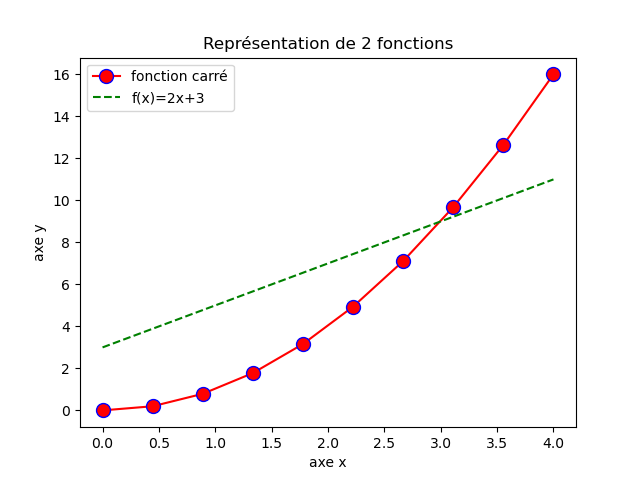 Représentation de 2 fonctions
fonction carré
f(x)=2x+3
16
14
12
10
8
6
4
2
0
axe y
0.0 0.5 1.0 1.5 2.0 2.5 3.0 3.5 4.0
axe x